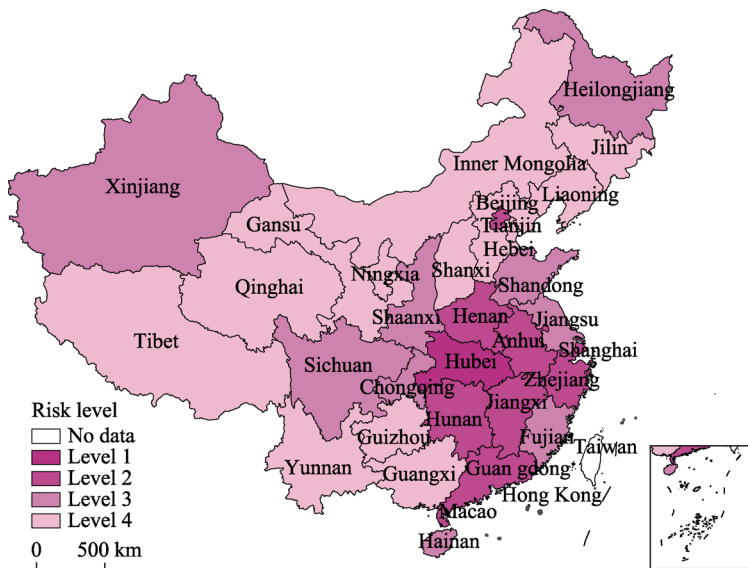 Heilongjiang
Jilin
Inner Mongolia
Xinjiang
Liaoning
Beijing
Tianjin
Gansu
Hebei
Shanxi
Ningxia
Qinghai
Shandong
Shaanxi
Henan
Jiangsu
Tibet
Anhui
Shanghai
Sichuan
Hubei
Zhejiang
Chongqing
Jiangxi
Hunan
Risk level
No data
Guizhou
Fujian
Taiwan
Level 1
Level 2
Yunnan
Guangxi
Guan gdong
Hong Kong
Level 3
Macao
Level 4
Hainan
0 500 km